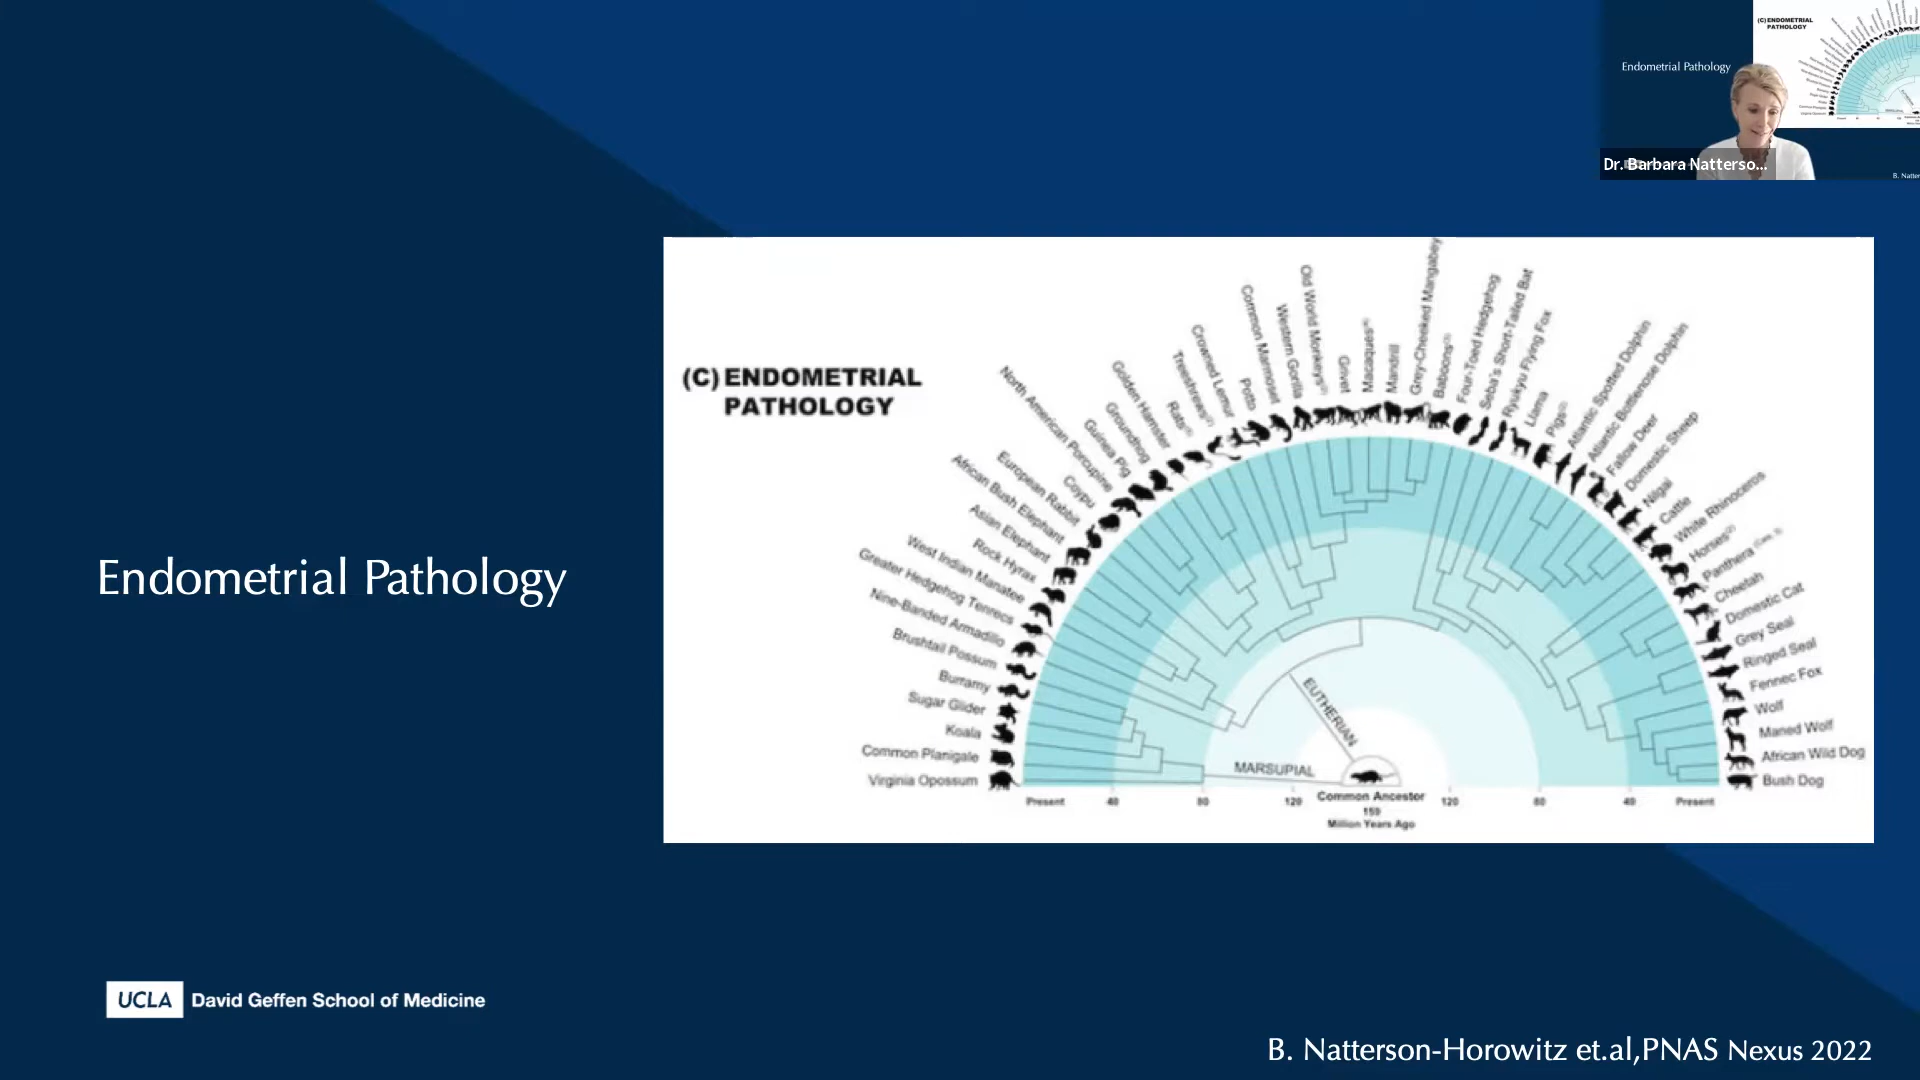 (C) ENDOMETRIAL
PATHOLOGY
Endometrial Pathology
Dr. Barbara Natterso...
B. Natter
Endometrial Pathology
(C) ENDOMETRIAL
PATHOLOGY
Virginia Opossum
Common Planigale
Koala
Sugar Glider
Burramy
Brushtail Possum
Nine-Banded Armadillo
Greater Hedgehog Tenrecs
West Indian Manatee
Rock Hyrax
Asian Elephant
African Bush Elephant
European Rabbit
Coypu
North American Porcupine
Guinea Pig
Groundhog
Golden Hamster
Rats
Treeshrews
Crowned Lemur
Potto
Common Marmoset
Western Gorilla
Old World Monkeys
Grivet
Macaques
Mandrill
Grey-Cheeked Mangabey
Baboons
Four-Toed Hedgehog
Seba's Short-Tailed Bat
Ryukyu Flying Fox
Llama
Pigs
Atlantic Spotted Dolphin
Atlantic Bottlenose Dolphin
Fallow Deer
Domestic Sheep
Nilgai
Cattle
White Rhinoceros
Horses
Panthera
Cheetah
Domestic Cat
Grey Seal
Ringed Seal
Fennec Fox
Wolf
Maned Wolf
African Wild Dog
Bush Dog
EUTHERIAN
MARSUPIAL
Present 40 80 120 Common Ancestor 120 80 40 Present
159
Million Years Ago
UCLA David Geffen School of Medicine
B. Natterson-Horowitz et.al,PNAS Nexus 2022